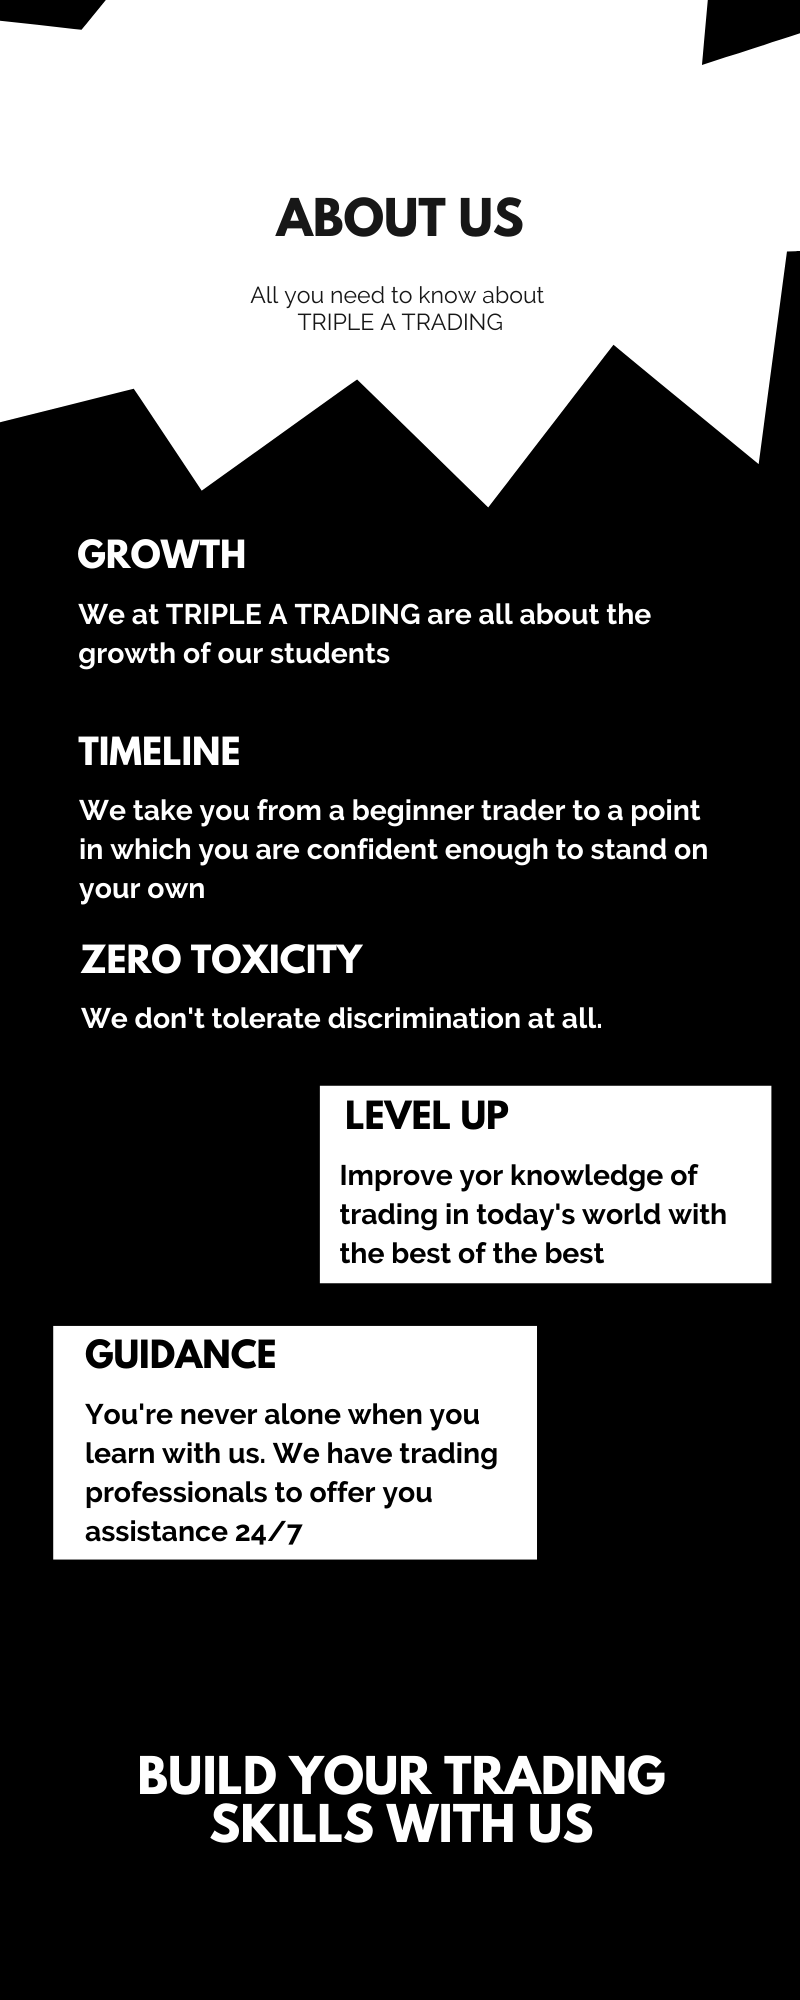 ABOUT US
All you need to know about
TRIPLE A TRADING
GROWTH
We at TRIPLE A TRADING are all about the
growth of our students
TIMELINE
We take you from a beginner trader to a point
in which you are confident enough to stand on
your own
ZERO TOXICITY
We don't tolerate discrimination at all.
LEVEL UP
Improve yor knowledge of
trading in today's world with
the best of the best
GUIDANCE
You're never alone when you
learn with us. We have trading
professionals to offer you
assistance 24/7
BUILD YOUR TRADING
SKILLS WITH US